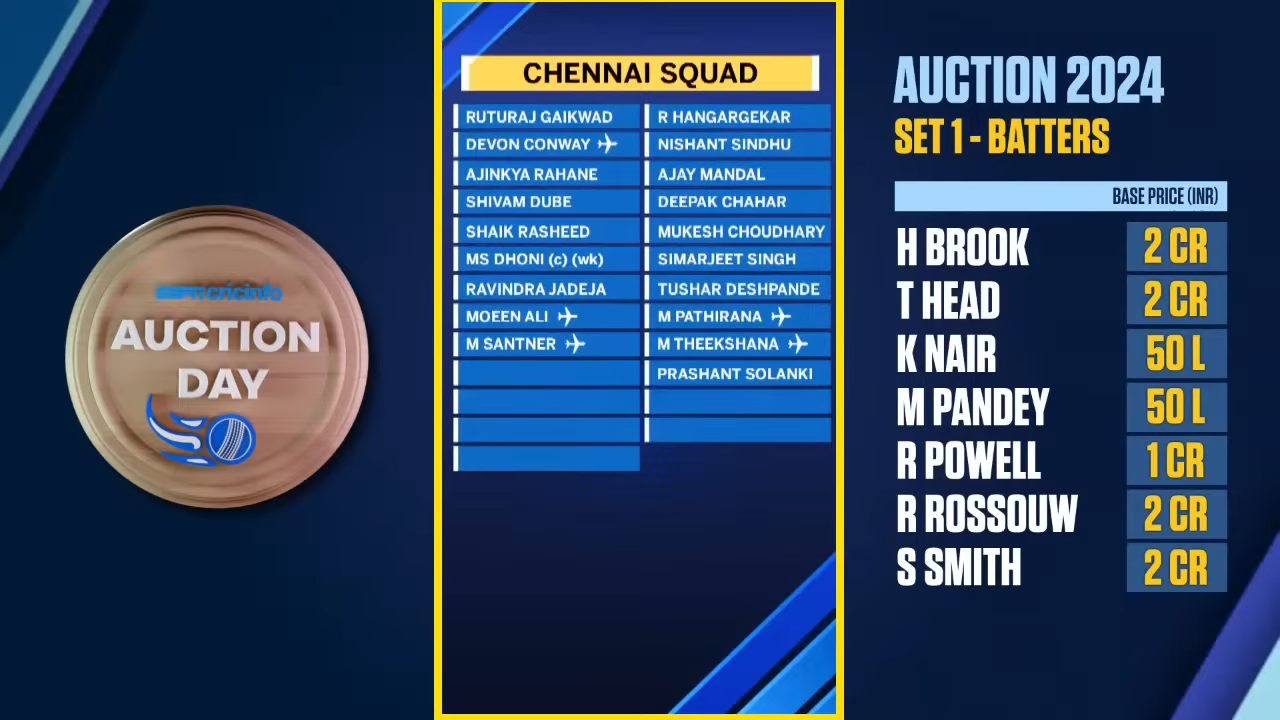 ESPN cricinfo
AUCTION
DAY
CHENNAI SQUAD
RUTURAJ GAIKWAD
DEVON CONWAY
AJINKYA RAHANE
SHIVAM DUBE
SHAIK RASHEED
MS DHONI (c) (wk)
RAVINDRA JADEJA
MOEEN ALI
M SANTNER
R HANGARGEKAR
NISHANT SINDHU
AJAY MANDAL
DEEPAK CHAHAR
MUKESH CHOUDHARY
SIMARJEET SINGH
TUSHAR DESHPANDE
M PATHIRANA
M THEEKSHANA
PRASHANT SOLANKI
AUCTION 2024
SET 1 - BATTERS
BASE PRICE (INR)
H BROOK 2 CR
T HEAD 2 CR
K NAIR 50 L
M PANDEY 50 L
R POWELL 1 CR
R ROSSOUW 2 CR
S SMITH 2 CR